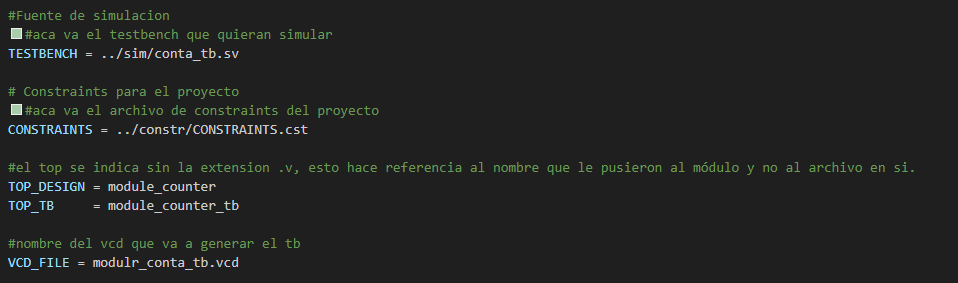 #Fuente de simulacion
#aca va el testbench que quieran simular
TESTBENCH = ../sim/conta_tb.sv
# Constraints para el proyecto
#aca va el archivo de constraints del proyecto
CONSTRAINTS = ../constr/CONSTRAINTS.cst
#el top se indica sin la extension .v, esto hace referencia al nombre que le pusieron al módulo y no al archivo en si.
TOP_DESIGN = module_counter
TOP_TB     = module_counter_tb
#nombre del vcd que va a generar el tb
VCD_FILE = modulr_conta_tb.vcd